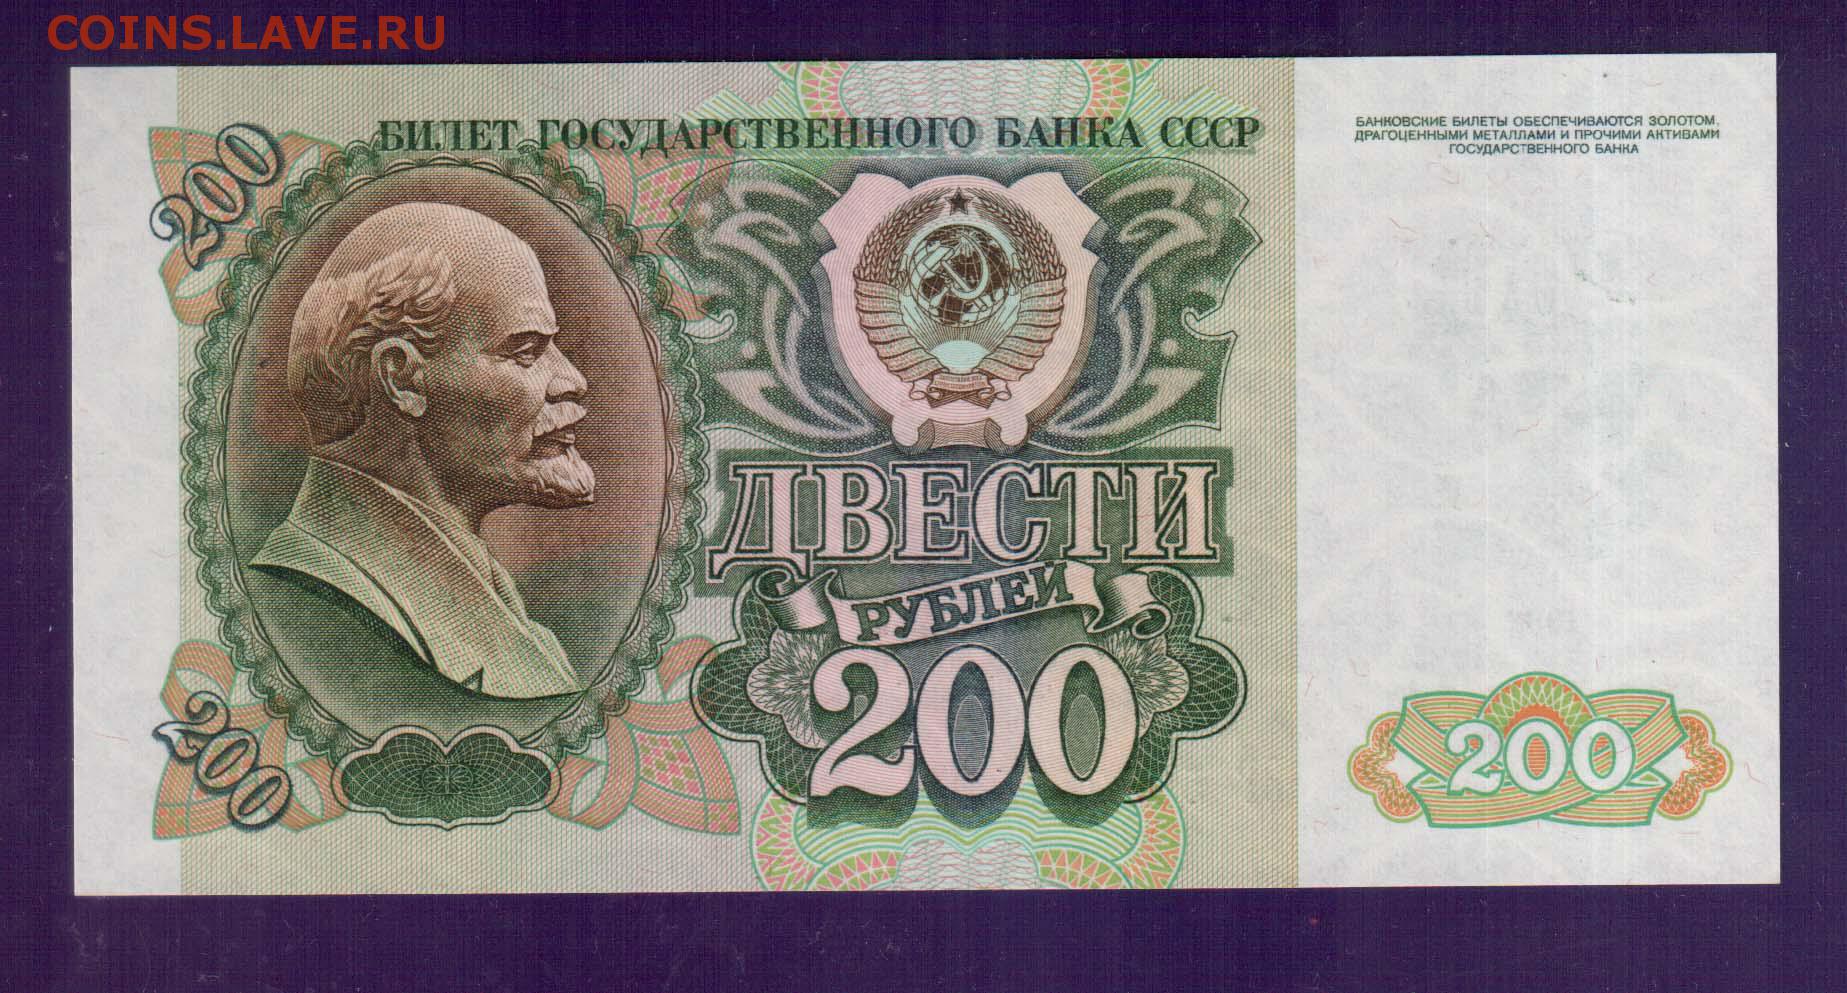 COINS.LAVE.RU
БИЛЕТ ГОСУДАРСТВЕННОГО БАНКА СССР
БАНКОВСКИЕ БИЛЕТЫ ОБЕСПЕЧИВАЮТСЯ ЗОЛОТОМ,
ДРАГОЦЕННЫМИ МЕТАЛЛАМИ И ПРОЧИМИ АКТИВАМИ
ГОСУДАРСТВЕННОГО БАНКА
200
ДВЕСТИ
РУБЛЕЙ
200
200
200